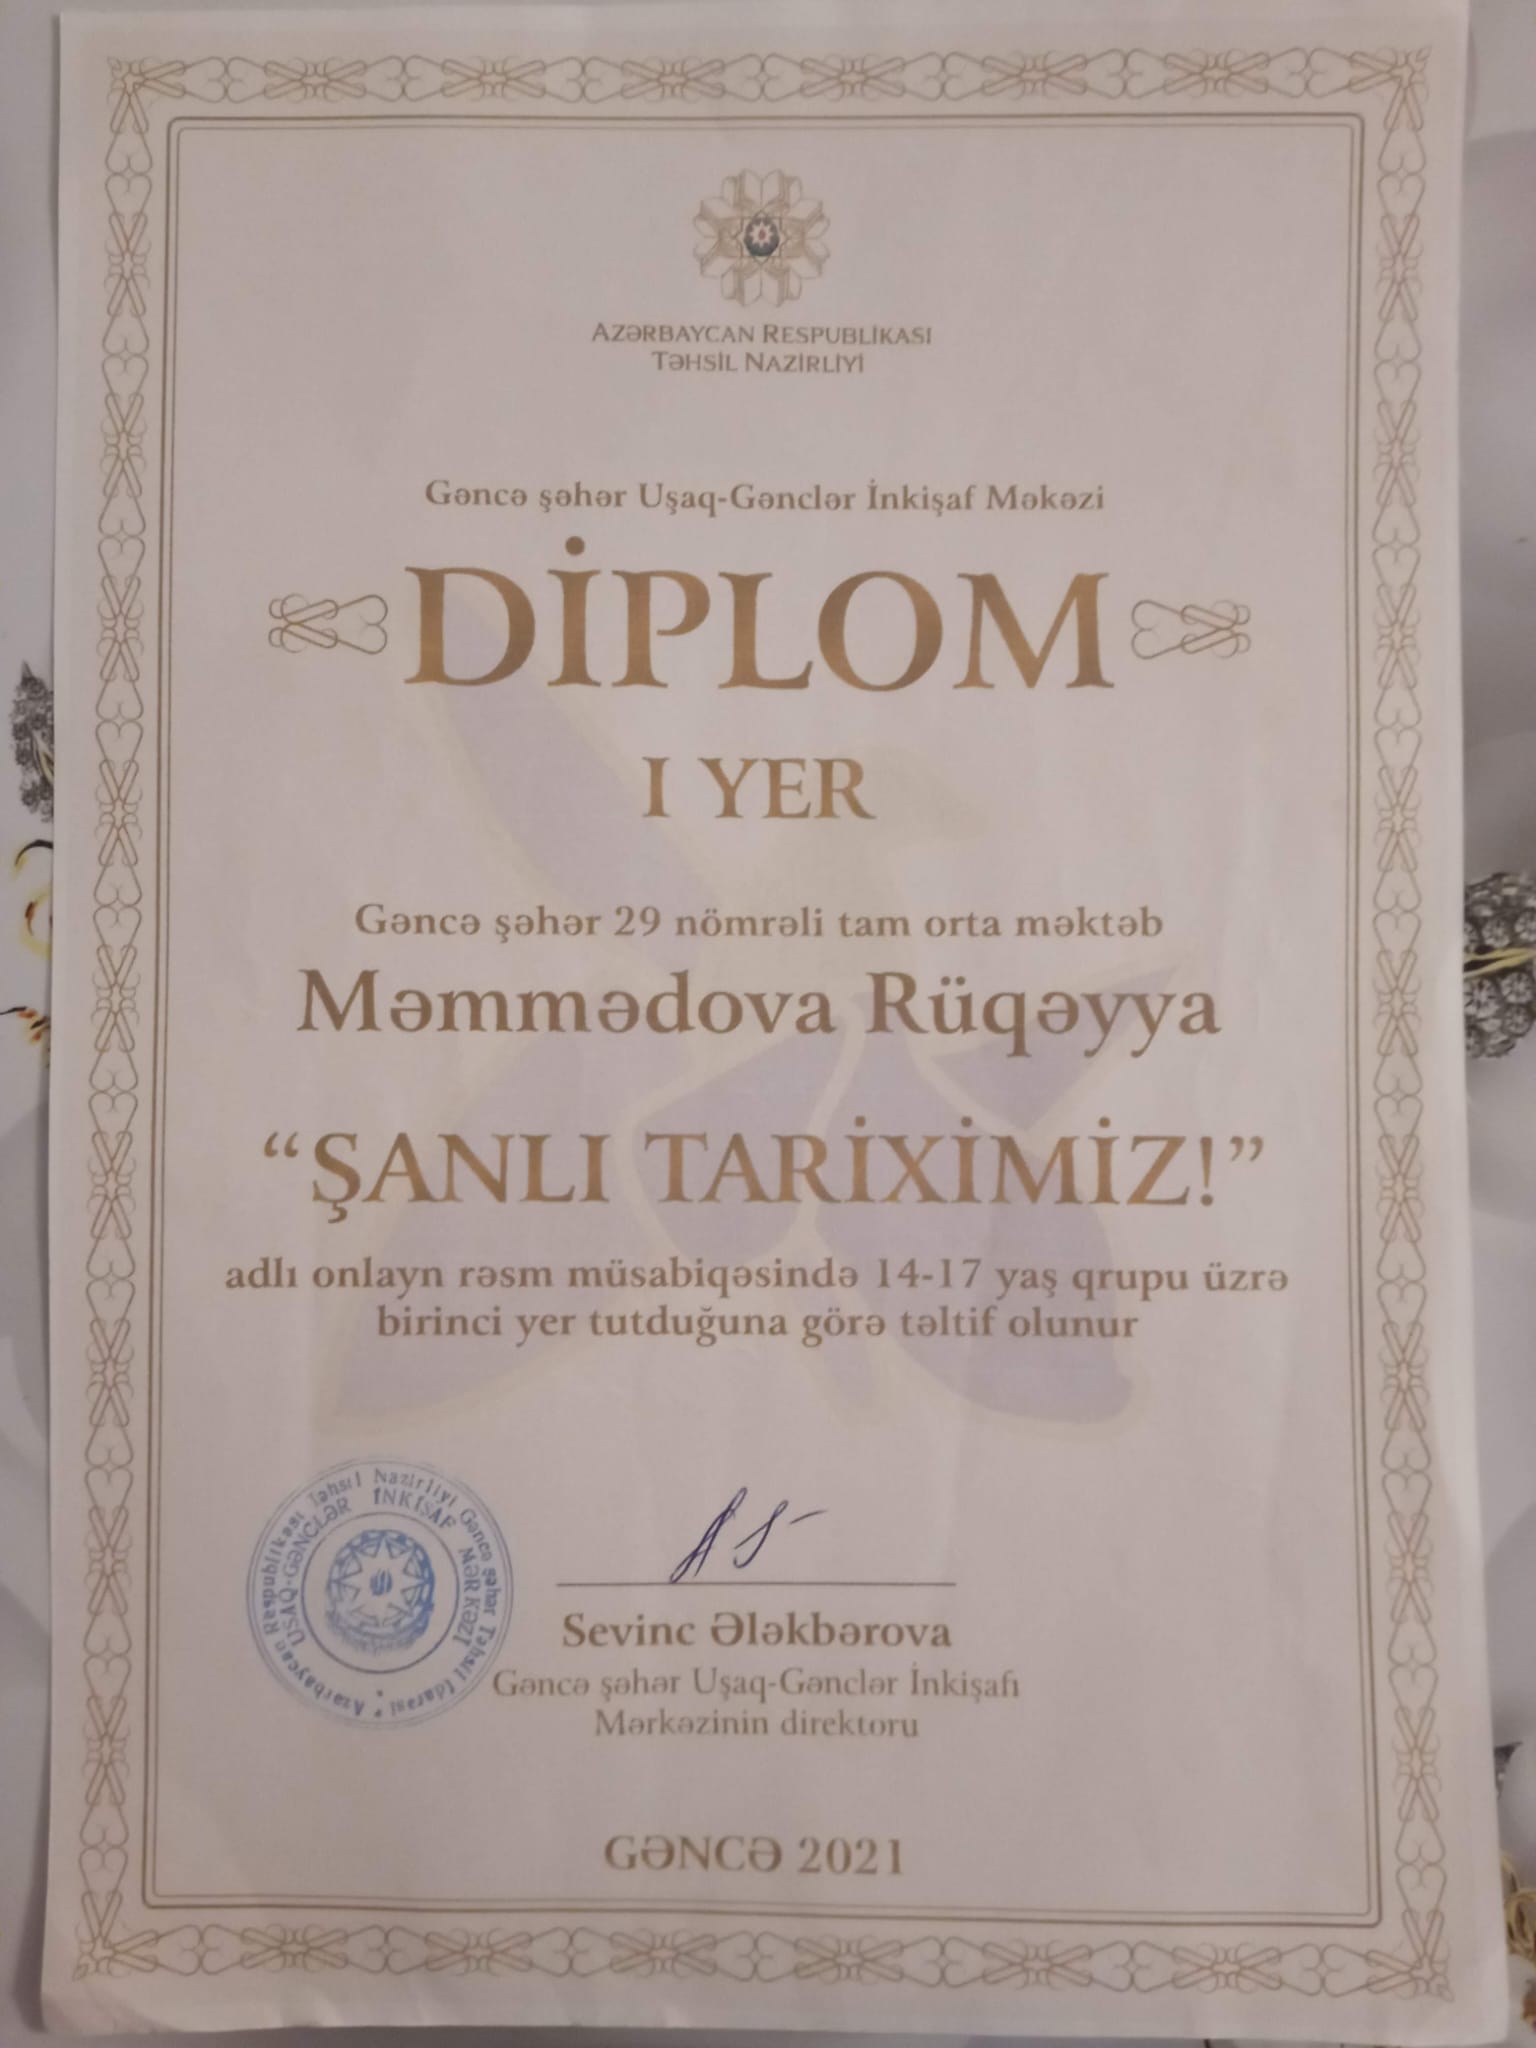 AZƏRBAYCAN RESPUBLİKASI
TƏHSİL NAZİRLİYİ
Gəncə şəhər Uşaq-Gənclər İnkişaf Məkəzi
DİPLOM
I YER
Gəncə şəhər 29 nömrəli tam orta məktəb
Məmmədova Rüqəyya
“ŞANLI TARİXİMİZ!”
adlı onlayn rəsm müsabiqəsində 14-17 yaş qrupu üzrə
birinci yer tutduğuna görə təltif olunur
Azərbaycan Respublikası Təhsil Nazirliyi Gəncə şəhər Təhsil İdarəsi
UŞAQ-GƏNCLƏR İNKİŞAF MƏRKƏZİ
Sevinc Ələkbərova
Gəncə şəhər Uşaq-Gənclər İnkişafı
Mərkəzinin direktoru
GƏNCƏ 2021